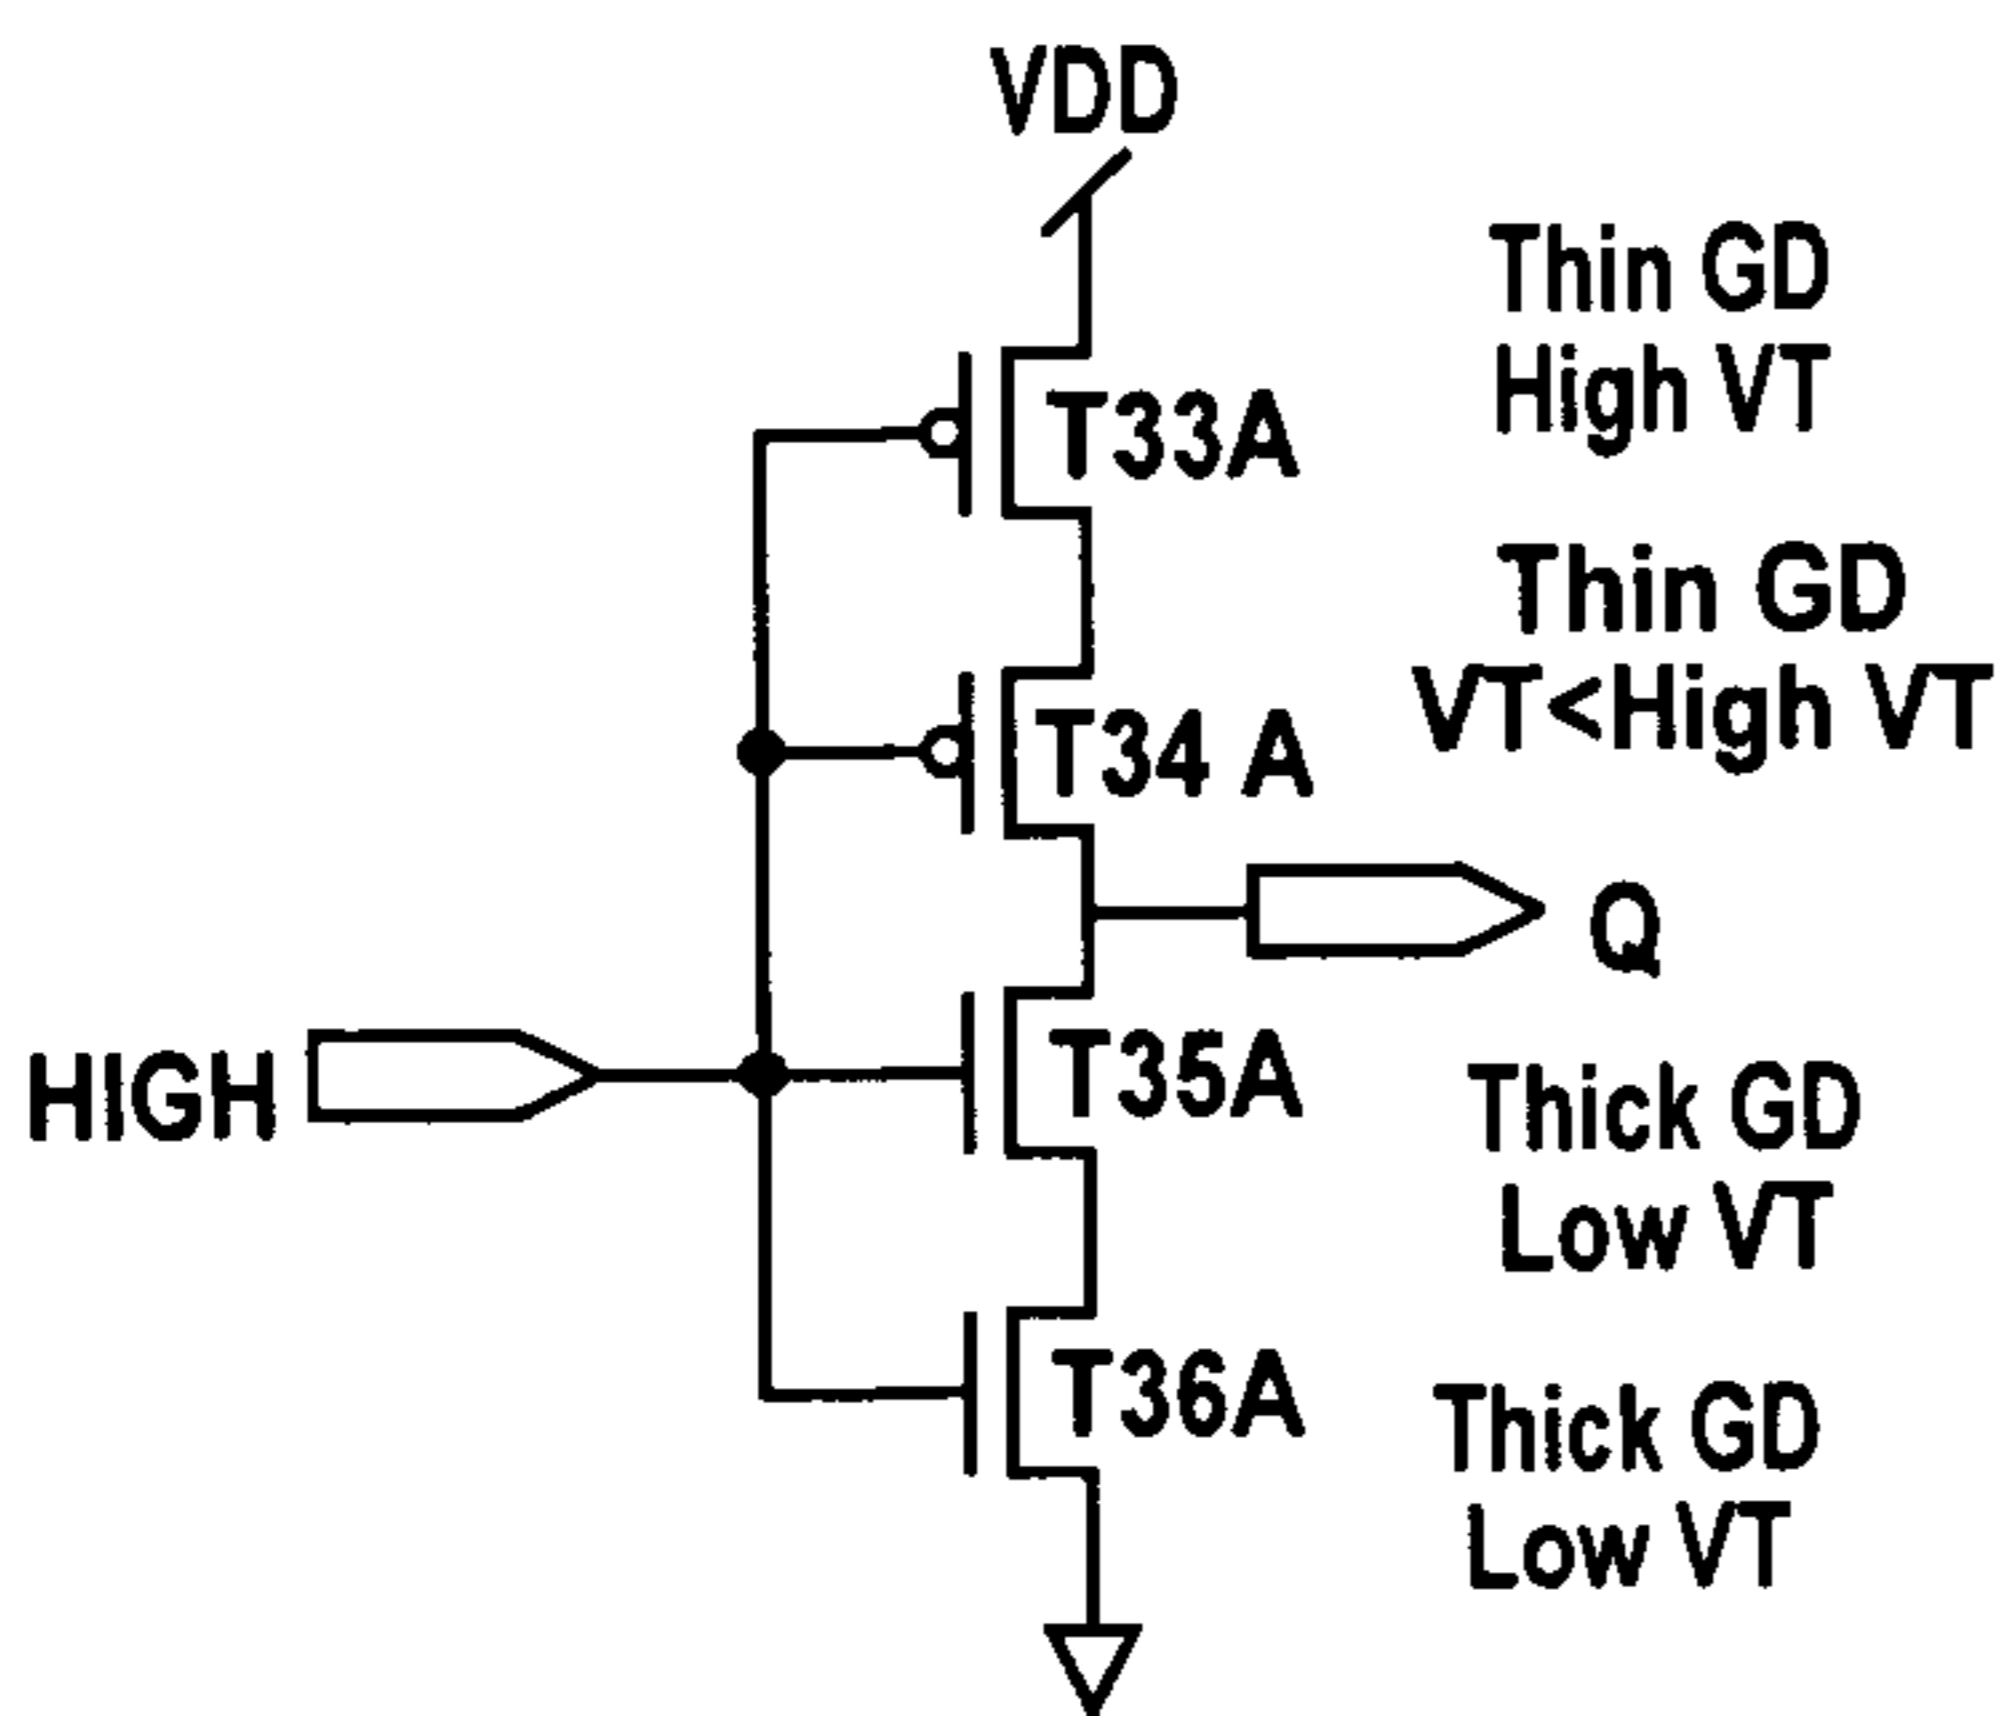 VDD
Thin GD
High VT
T33A
Thin GD
VT<High VT
T34 A
Q
HIGH
T35A
Thick GD
Low VT
T36A
Thick GD
Low VT